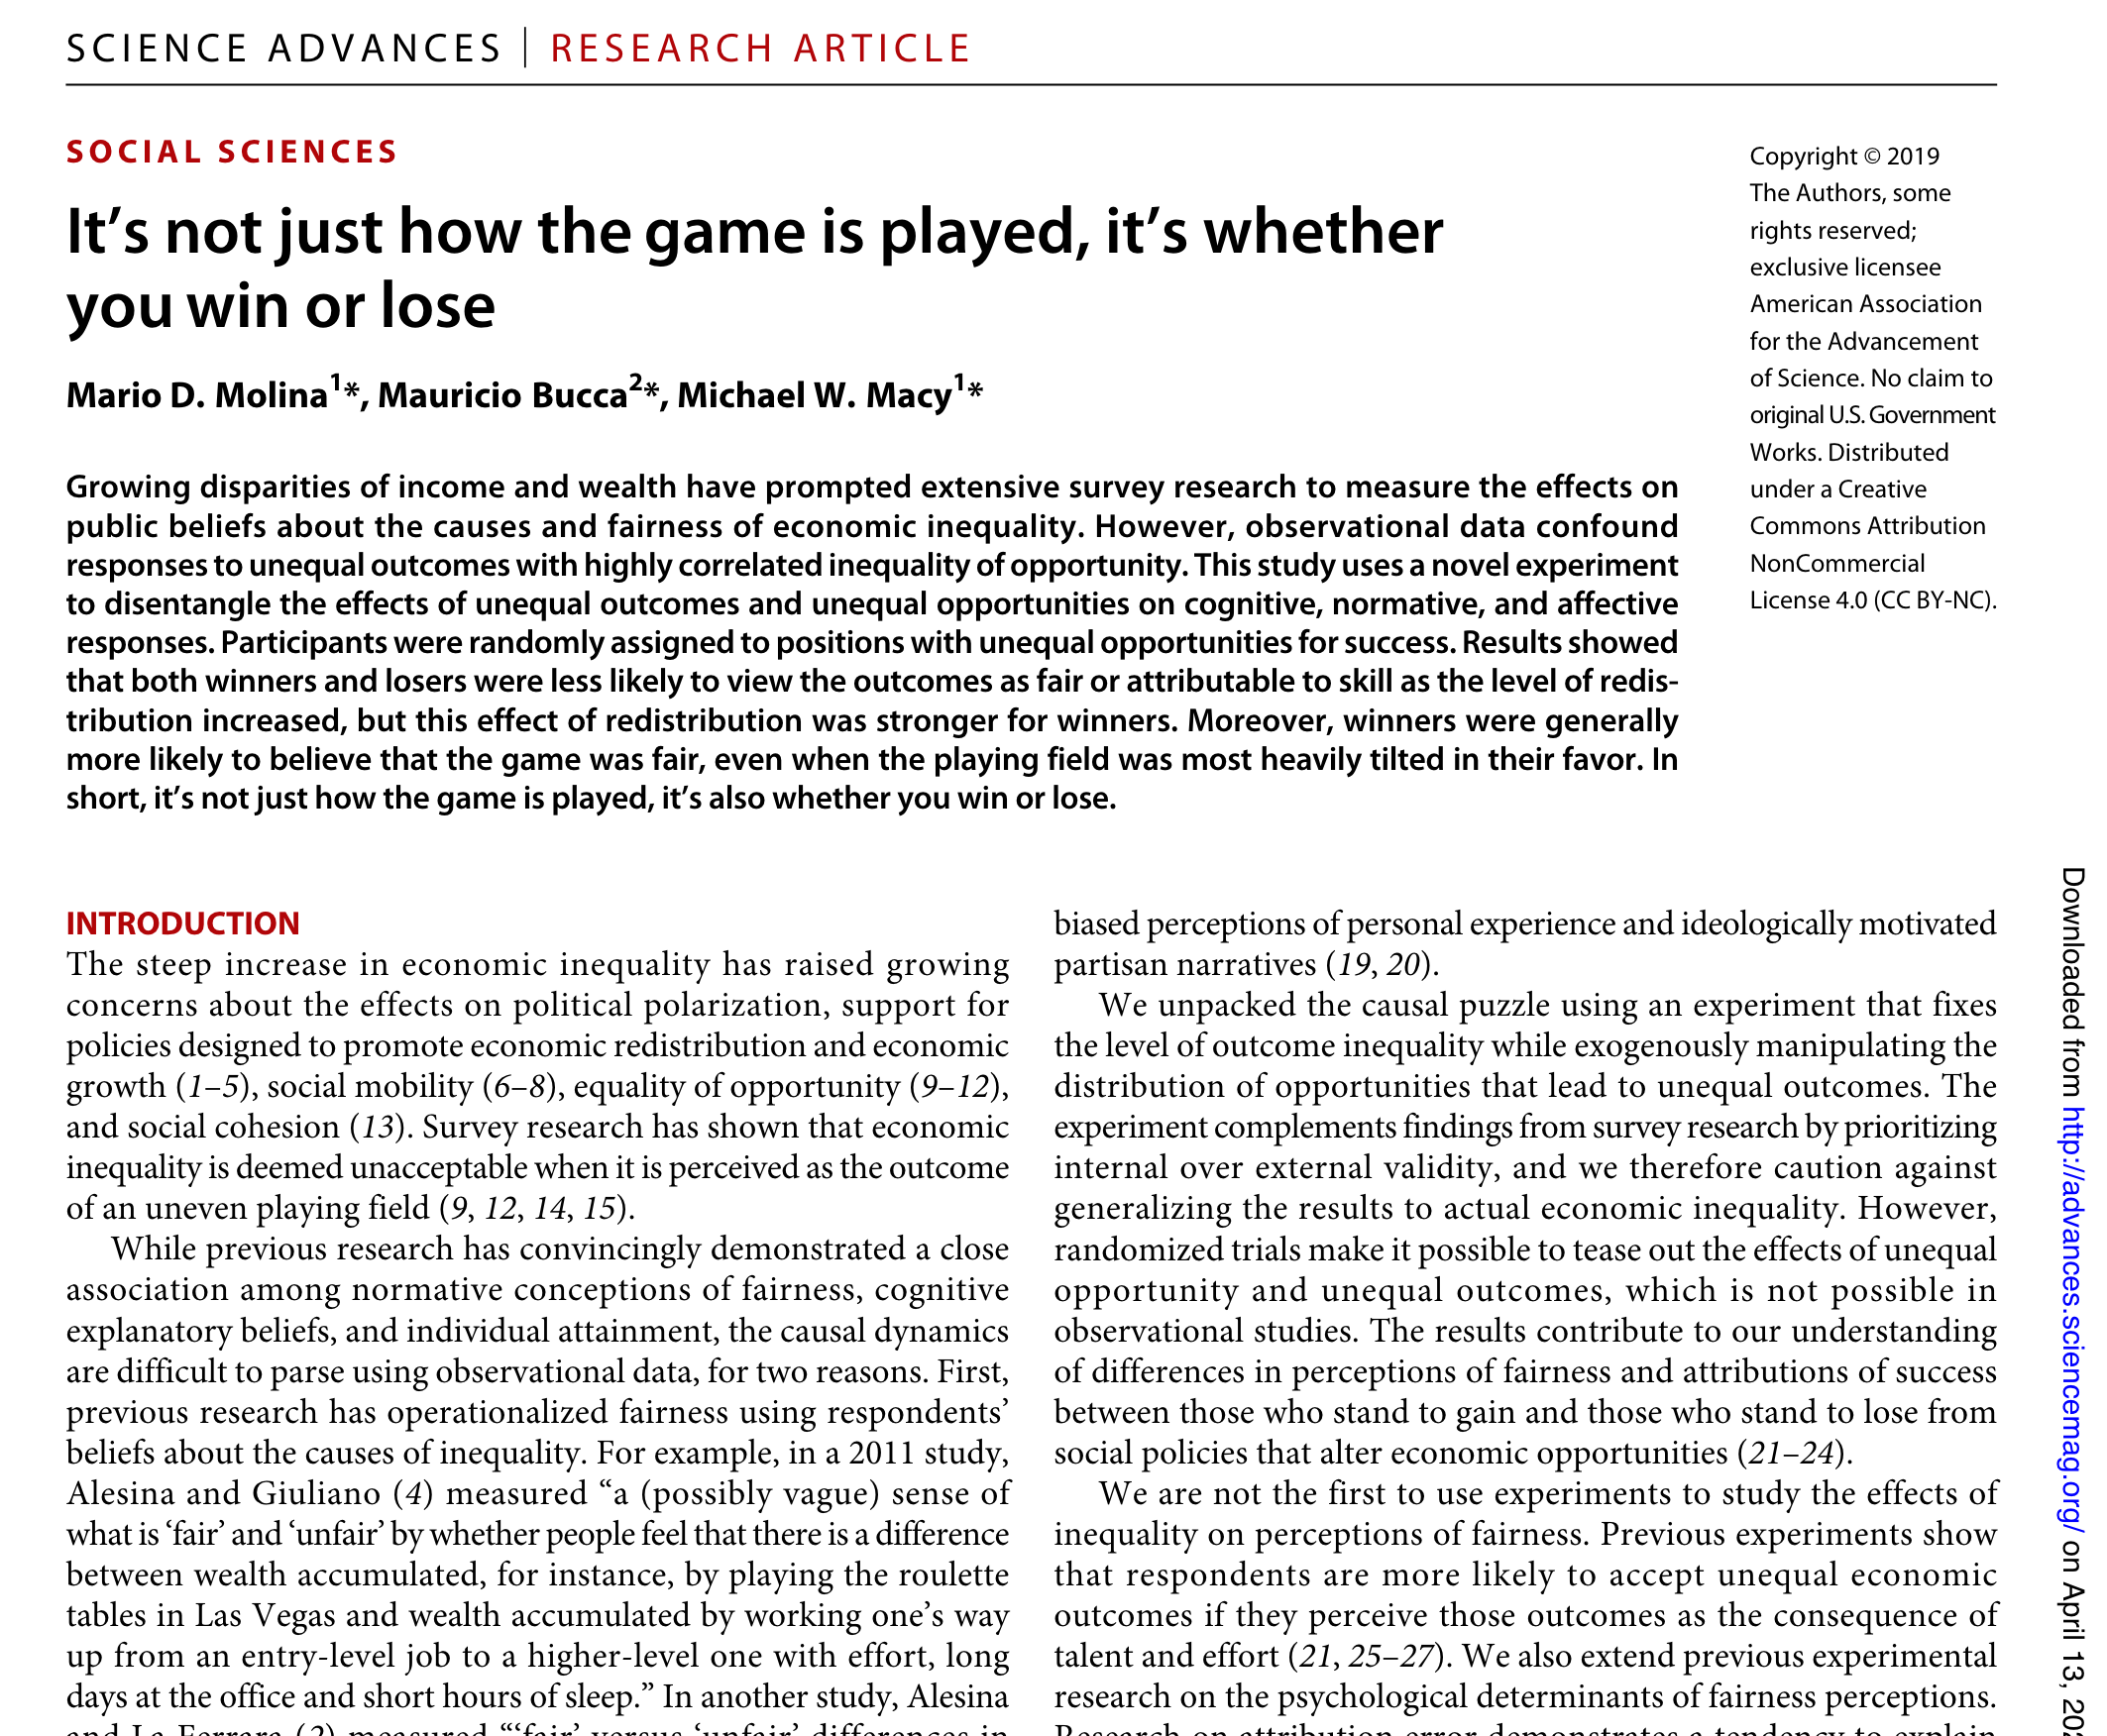 SCIENCE ADVANCES | RESEARCH ARTICLE
SOCIAL SCIENCES
It’s not just how the game is played, it’s whether
you win or lose
Mario D. Molina1*, Mauricio Bucca2*, Michael W. Macy1*
Growing disparities of income and wealth have prompted extensive survey research to measure the effects on
public beliefs about the causes and fairness of economic inequality. However, observational data confound
responses to unequal outcomes with highly correlated inequality of opportunity. This study uses a novel experiment
to disentangle the effects of unequal outcomes and unequal opportunities on cognitive, normative, and affective
responses. Participants were randomly assigned to positions with unequal opportunities for success. Results showed
that both winners and losers were less likely to view the outcomes as fair or attributable to skill as the level of redis-
tribution increased, but this effect of redistribution was stronger for winners. Moreover, winners were generally
more likely to believe that the game was fair, even when the playing field was most heavily tilted in their favor. In
short, it’s not just how the game is played, it’s also whether you win or lose.
Copyright © 2019
The Authors, some
rights reserved;
exclusive licensee
American Association
for the Advancement
of Science. No claim to
original U.S. Government
Works. Distributed
under a Creative
Commons Attribution
NonCommercial
License 4.0 (CC BY-NC).
INTRODUCTION
The steep increase in economic inequality has raised growing
concerns about the effects on political polarization, support for
policies designed to promote economic redistribution and economic
growth (1–5), social mobility (6–8), equality of opportunity (9–12),
and social cohesion (13). Survey research has shown that economic
inequality is deemed unacceptable when it is perceived as the outcome
of an uneven playing field (9, 12, 14, 15).
While previous research has convincingly demonstrated a close
association among normative conceptions of fairness, cognitive
explanatory beliefs, and individual attainment, the causal dynamics
are difficult to parse using observational data, for two reasons. First,
previous research has operationalized fairness using respondents’
beliefs about the causes of inequality. For example, in a 2011 study,
Alesina and Giuliano (4) measured “a (possibly vague) sense of
what is ‘fair’ and ‘unfair’ by whether people feel that there is a difference
between wealth accumulated, for instance, by playing the roulette
tables in Las Vegas and wealth accumulated by working one’s way
up from an entry-level job to a higher-level one with effort, long
days at the office and short hours of sleep.” In another study, Alesina
and La Ferrara (2) measured “‘fair’ versus ‘unfair’ differences in
biased perceptions of personal experience and ideologically motivated
partisan narratives (19, 20).
We unpacked the causal puzzle using an experiment that fixes
the level of outcome inequality while exogenously manipulating the
distribution of opportunities that lead to unequal outcomes. The
experiment complements findings from survey research by prioritizing
internal over external validity, and we therefore caution against
generalizing the results to actual economic inequality. However,
randomized trials make it possible to tease out the effects of unequal
opportunity and unequal outcomes, which is not possible in
observational studies. The results contribute to our understanding
of differences in perceptions of fairness and attributions of success
between those who stand to gain and those who stand to lose from
social policies that alter economic opportunities (21–24).
We are not the first to use experiments to study the effects of
inequality on perceptions of fairness. Previous experiments show
that respondents are more likely to accept unequal economic
outcomes if they perceive those outcomes as the consequence of
talent and effort (21, 25–27). We also extend previous experimental
research on the psychological determinants of fairness perceptions.
Research on attribution error demonstrates a tendency to explain
Downloaded from http://advances.sciencemag.org/ on April 13,